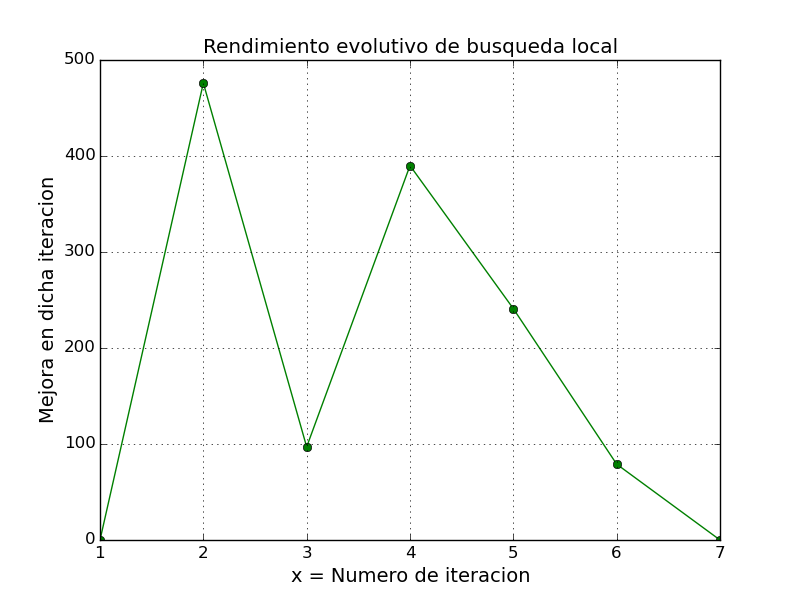 Rendimiento evolutivo de busqueda local
500
400
300
200
100
0
Mejora en dicha iteracion
1 2 3 4 5 6 7
x = Numero de iteracion